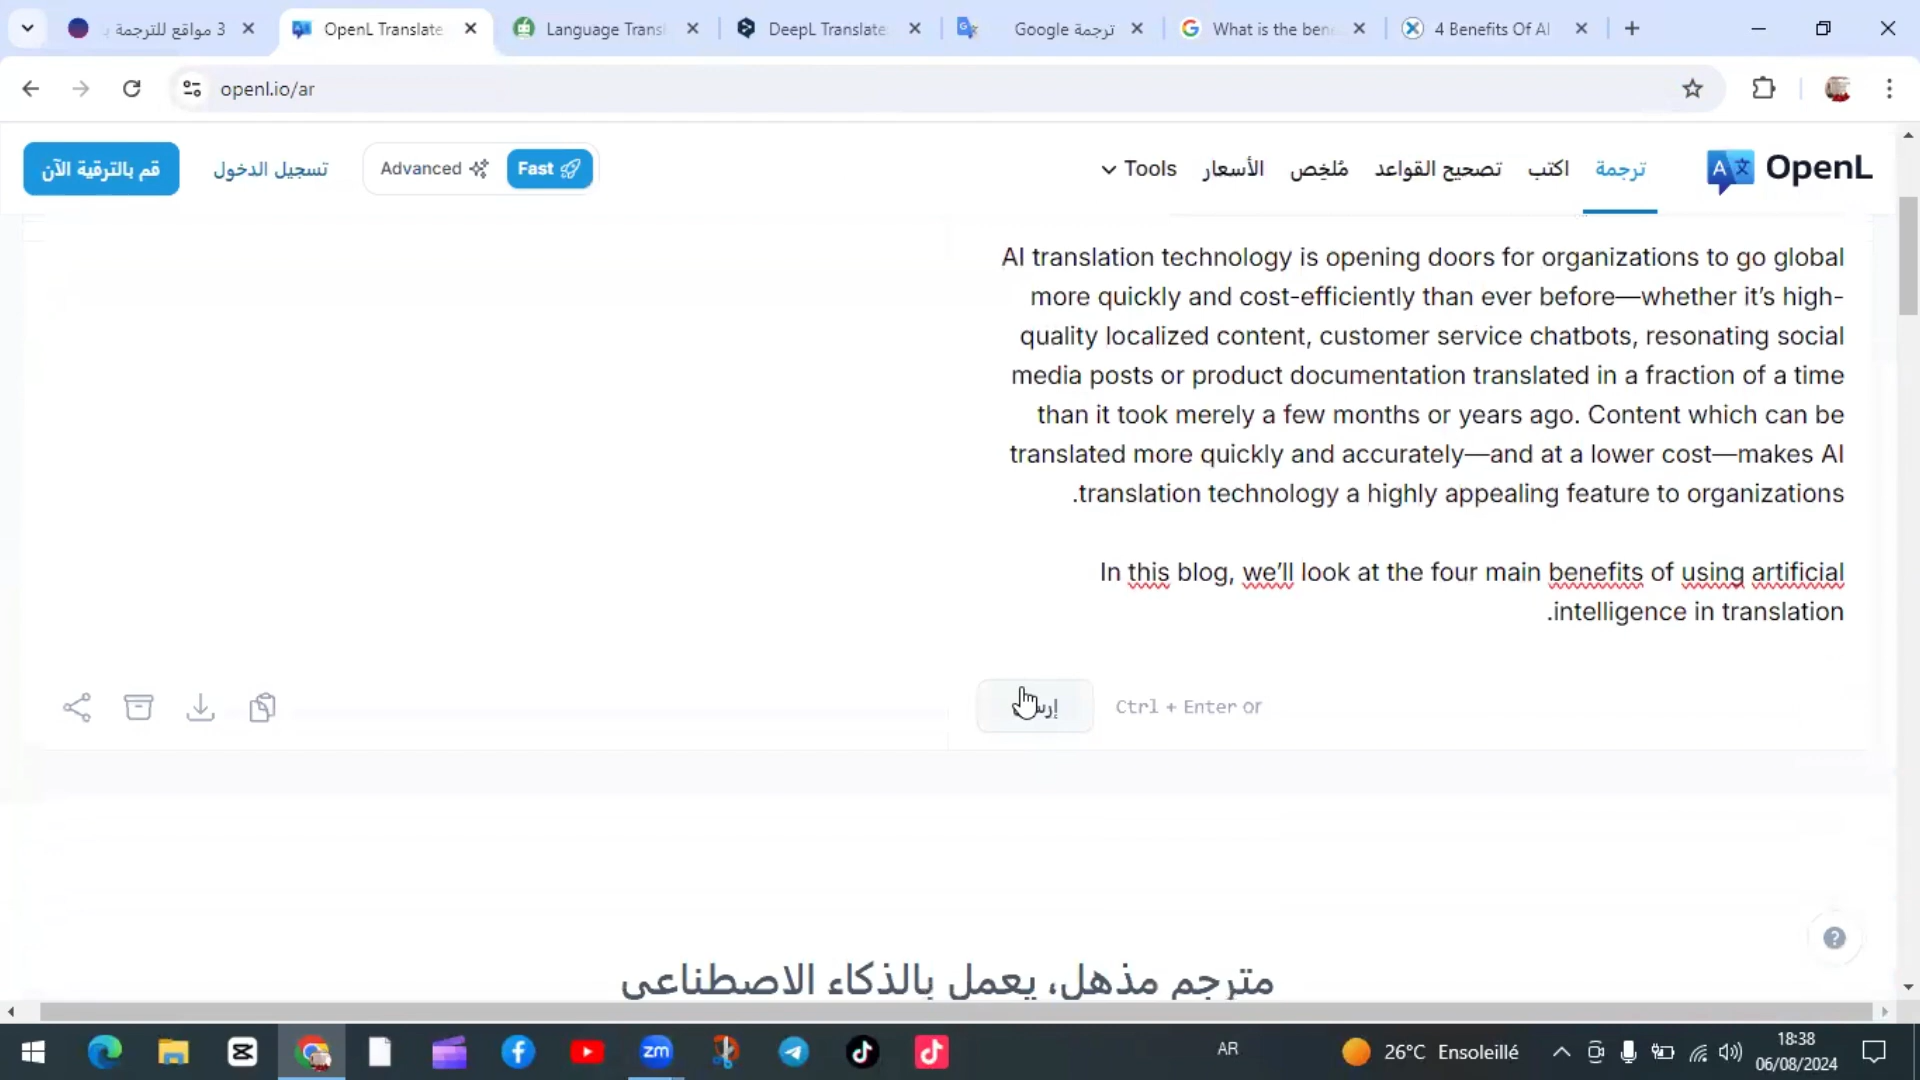 3 مواقع للترجمة ب
OpenL Translate
Language Transl
DeepL Translate
ترجمة Google
What is the ben
4 Benefits Of AI
openl.io/ar
قم بالترقية الآن
تسجيل الدخول
Advanced
Fast
Tools
الأسعار
مُلخِص
تصحيح القواعد
اكتب
ترجمة
OpenL
AI translation technology is opening doors for organizations to go global
more quickly and cost-efficiently than ever before—whether it’s high-
quality localized content, customer service chatbots, resonating social
media posts or product documentation translated in a fraction of a time
than it took merely a few months or years ago. Content which can be
translated more quickly and accurately—and at a lower cost—makes AI
.translation technology a highly appealing feature to organizations
In this blog, we’ll look at the four main benefits of using artificial
.intelligence in translation
Ctrl + Enter or
مترجم مذهل، يعمل بالذكاء الاصطناعي
zm
AR
26°C Ensoleillé
18:38
06/08/2024